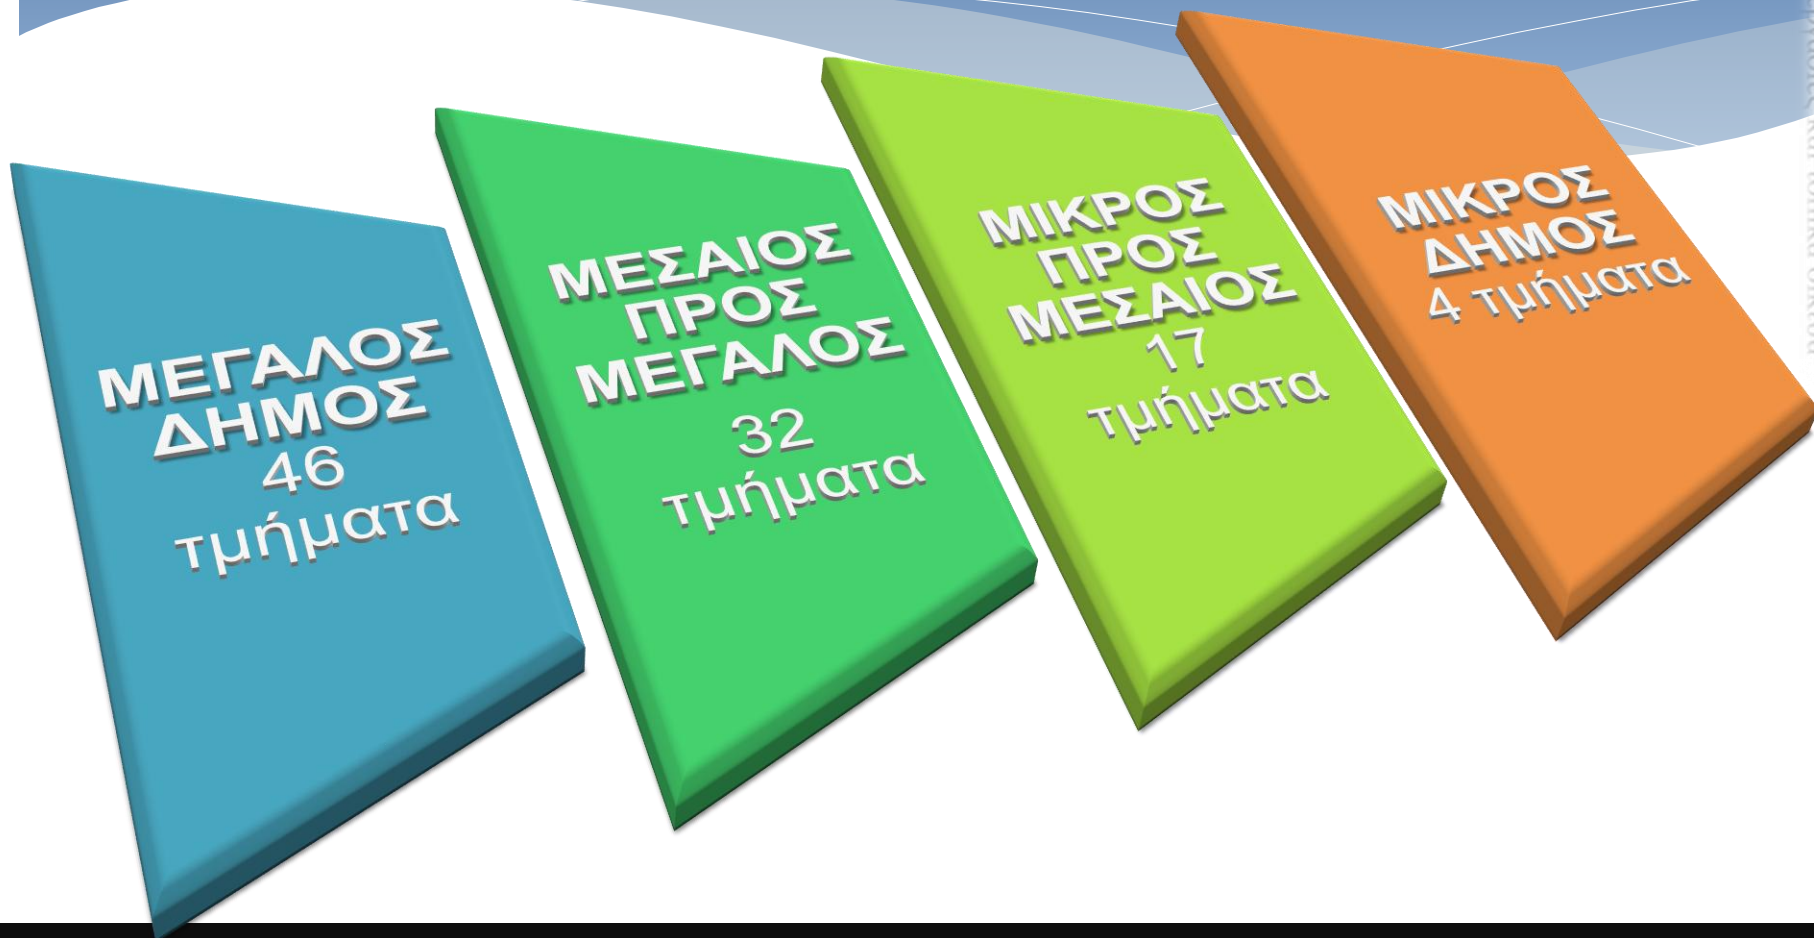 ΜΕΓΑΛΟΣ
ΔΗΜΟΣ
46
τμήματα
ΜΕΣΑΙΟΣ
ΠΡΟΣ
ΜΕΓΑΛΟΣ
32
τμήματα
ΜΙΚΡΟΣ
ΠΡΟΣ
ΜΕΣΑΙΟΣ
17
τμήματα
ΜΙΚΡΟΣ
ΔΗΜΟΣ
4 τμήματα